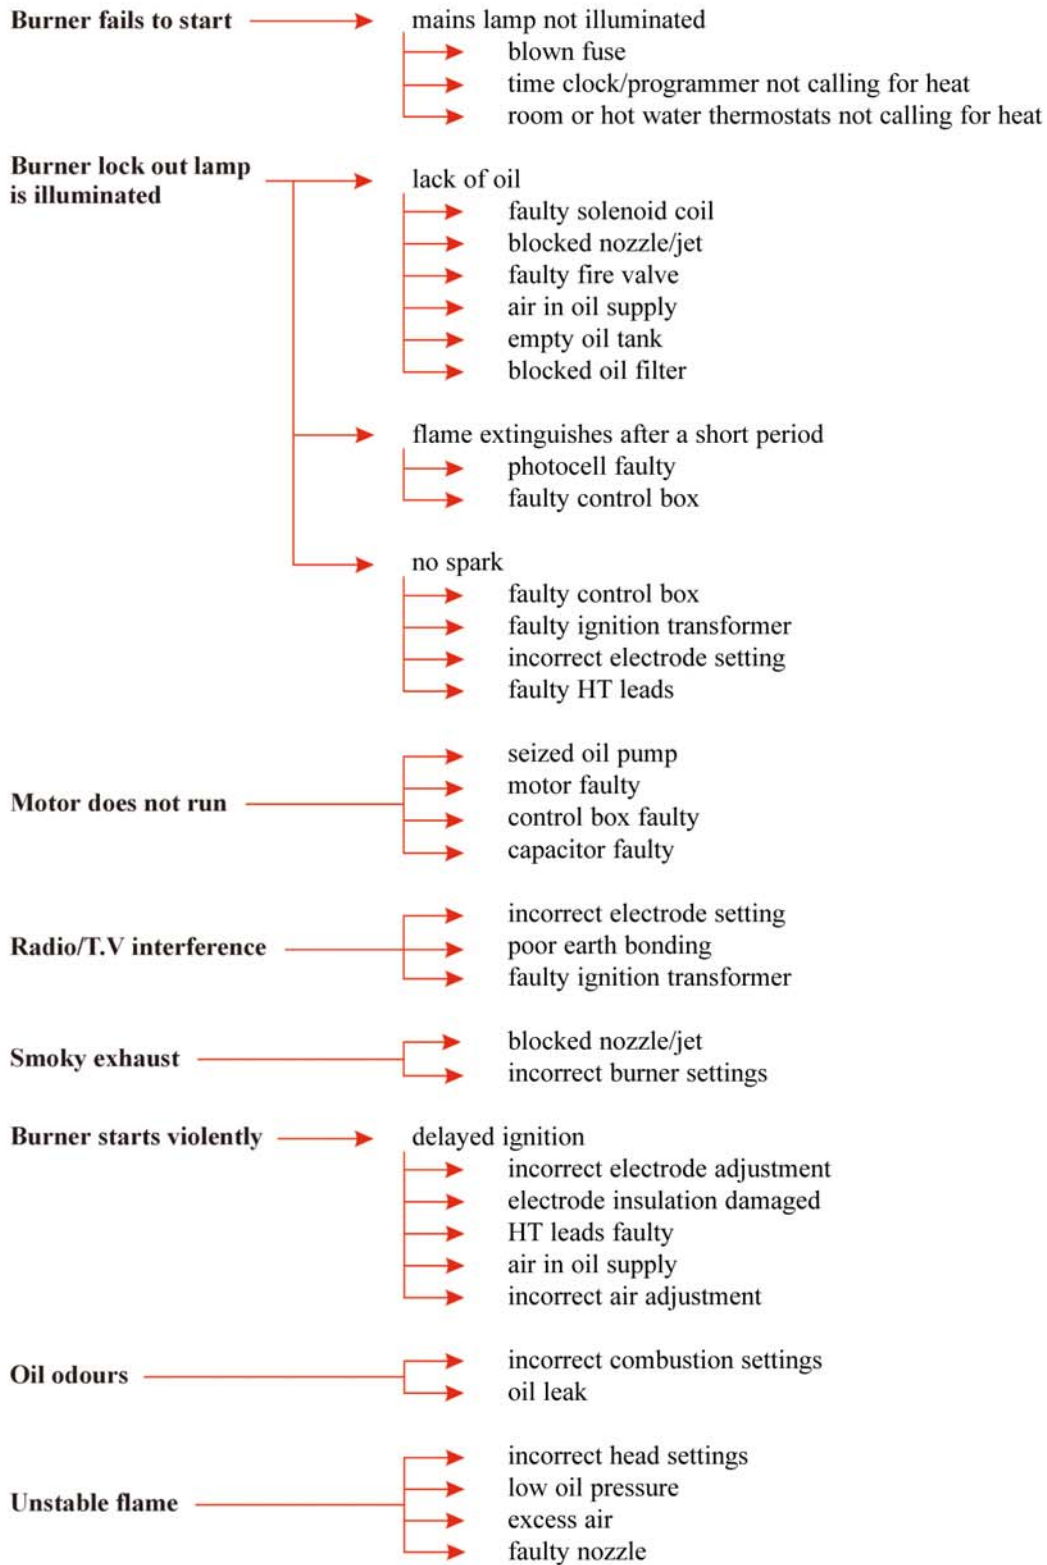 Burner fails to start
mains lamp not illuminated
blown fuse
time clock/programmer not calling for heat
room or hot water thermostats not calling for heat
Burner lock out lamp
is illuminated
lack of oil
faulty solenoid coil
blocked nozzle/jet
faulty fire valve
air in oil supply
empty oil tank
blocked oil filter
flame extinguishes after a short period
photocell faulty
faulty control box
no spark
faulty control box
faulty ignition transformer
incorrect electrode setting
faulty HT leads
Motor does not run
seized oil pump
motor faulty
control box faulty
capacitor faulty
Radio/T.V interference
incorrect electrode setting
poor earth bonding
faulty ignition transformer
Smoky exhaust
blocked nozzle/jet
incorrect burner settings
Burner starts violently
delayed ignition
incorrect electrode adjustment
electrode insulation damaged
HT leads faulty
air in oil supply
incorrect air adjustment
Oil odours
incorrect combustion settings
oil leak
Unstable flame
incorrect head settings
low oil pressure
excess air
faulty nozzle